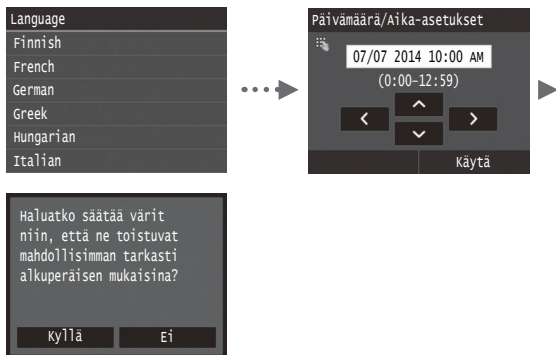 Language
Finnish
French
German
Greek
Hungarian
Italian
Päivämäärä/Aika-asetukset
07/07 2014 10:00 AM
(0:00-12:59)
Käytä
Haluatko säätää värit
niin, että ne toistuvat
mahdollisimman tarkasti
alkuperäisen mukaisina?
Kyllä Ei